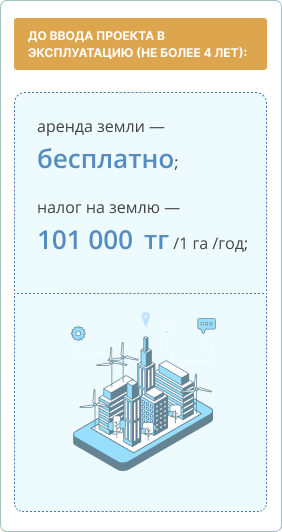 ДО ВВОДА ПРОЕКТА В
ЭКСПЛУАТАЦИЮ (НЕ БОЛЕЕ 4 ЛЕТ):
аренда земли —
бесплатно;
налог на землю —
101 000 тг /1 га /год;